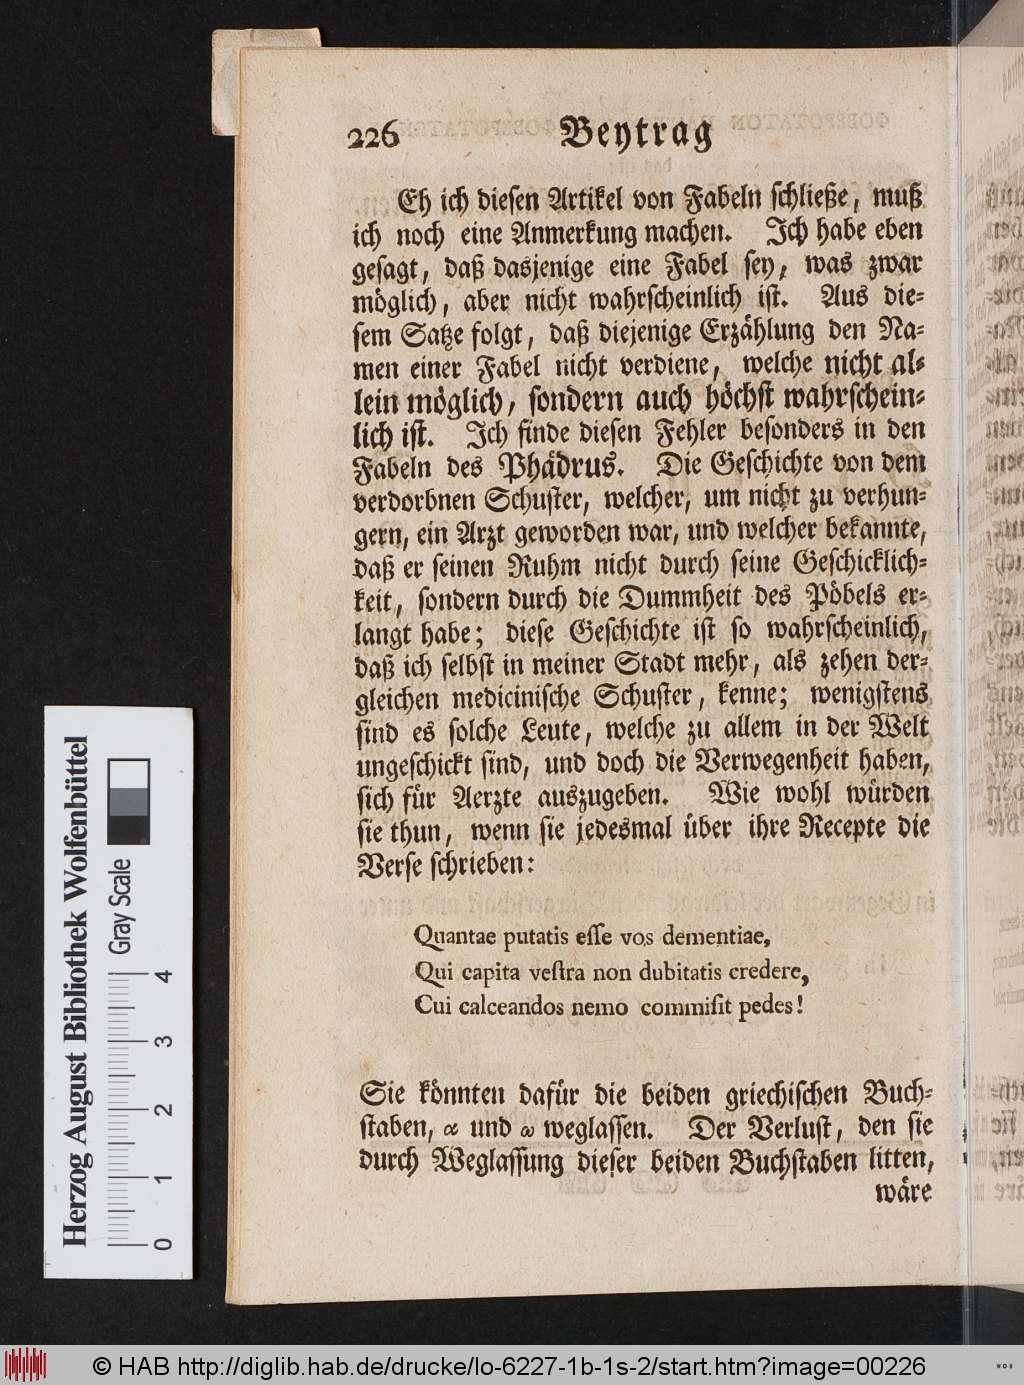 226 Beytrag
Eh ich diesen Artikel von Fabeln schließe, muß
ich noch eine Anmerkung machen. Ich habe eben
gesagt, daß dasjenige eine Fabel sey, was zwar
möglich, aber nicht wahrscheinlich ist. Aus die-
sem Satze folgt, daß diejenige Erzählung den Na-
men einer Fabel nicht verdiene, welche nicht al-
lein möglich, sondern auch höchst wahrschein-
lich ist. Ich finde diesen Fehler besonders in den
Fabeln des Phädrus. Die Geschichte von dem
verdorbnen Schuster, welcher, um nicht zu verhun-
gern, ein Arzt geworden war, und welcher bekannte,
daß er seinen Ruhm nicht durch seine Geschicklich-
keit, sondern durch die Dummheit des Pöbels er-
langt habe; diese Geschichte ist so wahrscheinlich,
daß ich selbst in meiner Stadt mehr, als zehen der-
gleichen medicinische Schuster, kenne; wenigstens
sind es solche Leute, welche zu allem in der Welt
ungeschickt sind, und doch die Verwegenheit haben,
sich für Aerzte auszugeben. Wie wohl würden
sie thun, wenn sie jedesmal über ihre Recepte die
Verse schrieben:
Quantae putatis esse vos dementiae,
Qui capita vestra non dubitatis credere,
Cui calceandos nemo commisit pedes!
Sie könnten dafür die beiden griechischen Buch-
staben, α und ω weglassen. Der Verlust, den sie
durch Weglassung dieser beiden Buchstaben litten,
wäre
Herzog August Bibliothek Wolfenbüttel
Gray Scale
0 1 2 3 4
© HAB http://diglib.hab.de/drucke/lo-6227-1b-1s-2/start.htm?image=00226